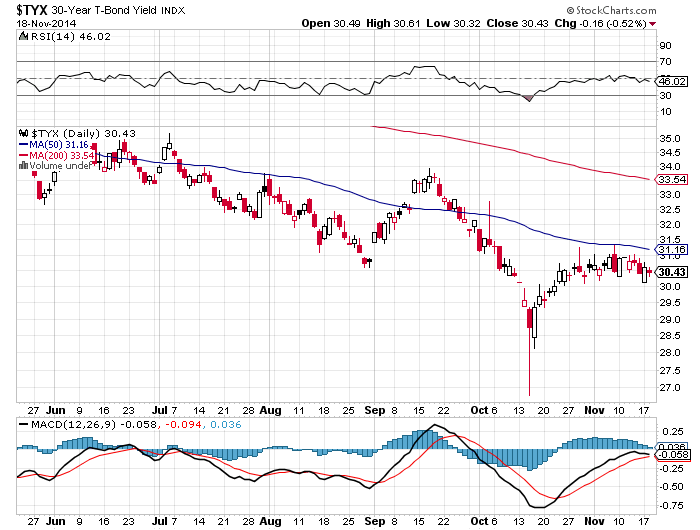 $TYX 30-Year T-Bond Yield INDX © StockCharts.com
18-Nov-2014 Open 30.49 High 30.61 Low 30.32 Close 30.43 Chg -0.16 (-0.52%)
RSI(14) 46.02
90
70
50
46.02
30
10
$TYX (Daily) 30.43
MA(50) 31.16
MA(200) 33.54
Volume undef
35.0
34.5
34.0
33.54
33.0
32.5
32.0
31.5
31.16
30.43
30.0
29.5
29.0
28.5
28.0
27.5
27.0
27 Jun 9 16 23 Jul 7 14 21 28 Aug 11 18 25 Sep 8 15 22 Oct 6 13 20 27 Nov 10 17
MACD(12,26,9) -0.058, -0.094, 0.036
0.25
0.036
-0.058
-0.25
-0.50
-0.75
27 Jun 9 16 23 Jul 7 14 21 28 Aug 11 18 25 Sep 8 15 22 Oct 6 13 20 27 Nov 10 17